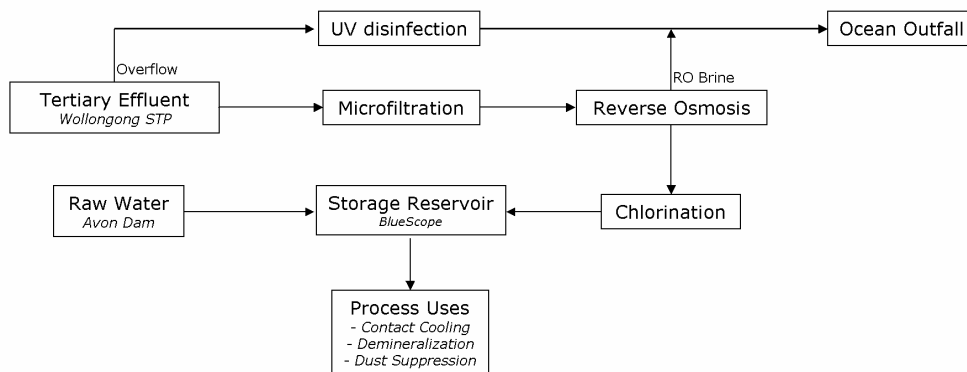 UV disinfection
Ocean Outfall
Overflow
RO Brine
Tertiary Effluent
Wollongong STP
Microfiltration
Reverse Osmosis
Raw Water
Avon Dam
Storage Reservoir
BlueScope
Chlorination
Process Uses
- Contact Cooling
- Demineralization
- Dust Suppression